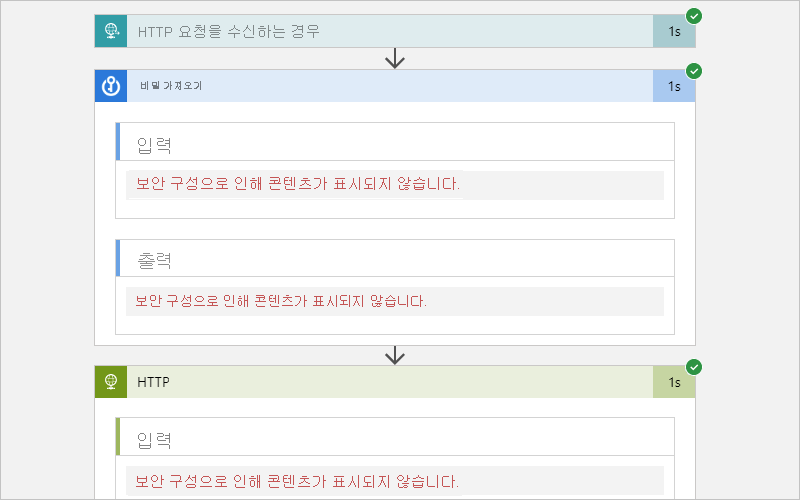 HTTP 요청을 수신하는 경우
1s
비밀 가져오기
1s
입력
보안 구성으로 인해 콘텐츠가 표시되지 않습니다.
출력
보안 구성으로 인해 콘텐츠가 표시되지 않습니다.
HTTP
1s
입력
보안 구성으로 인해 콘텐츠가 표시되지 않습니다.